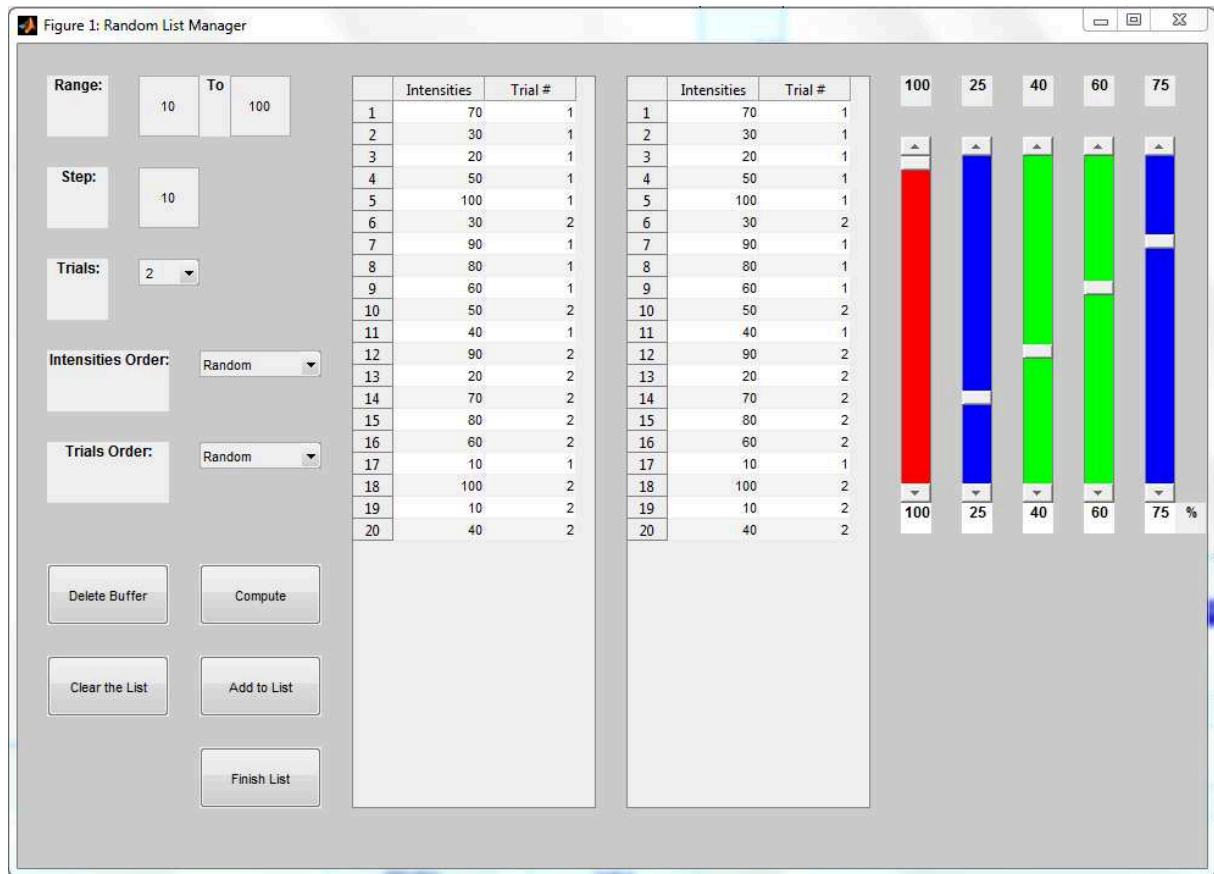 Figure 1: Random List Manager
Range:
10
To
100
Step:
10
Trials:
2
Intensities Order:
Random
Trials Order:
Random
Delete Buffer
Compute
Clear the List
Add to List
Finish List
Intensities Trial #
1 70 1
2 30 1
3 20 1
4 50 1
5 100 1
6 30 2
7 90 1
8 80 1
9 60 1
10 50 2
11 40 1
12 90 2
13 20 2
14 70 2
15 80 2
16 60 2
17 10 1
18 100 2
19 10 2
20 40 2
Intensities Trial #
1 70 1
2 30 1
3 20 1
4 50 1
5 100 1
6 30 2
7 90 1
8 80 1
9 60 1
10 50 2
11 40 1
12 90 2
13 20 2
14 70 2
15 80 2
16 60 2
17 10 1
18 100 2
19 10 2
20 40 2
100 25 40 60 75
100 25 40 60 75 %